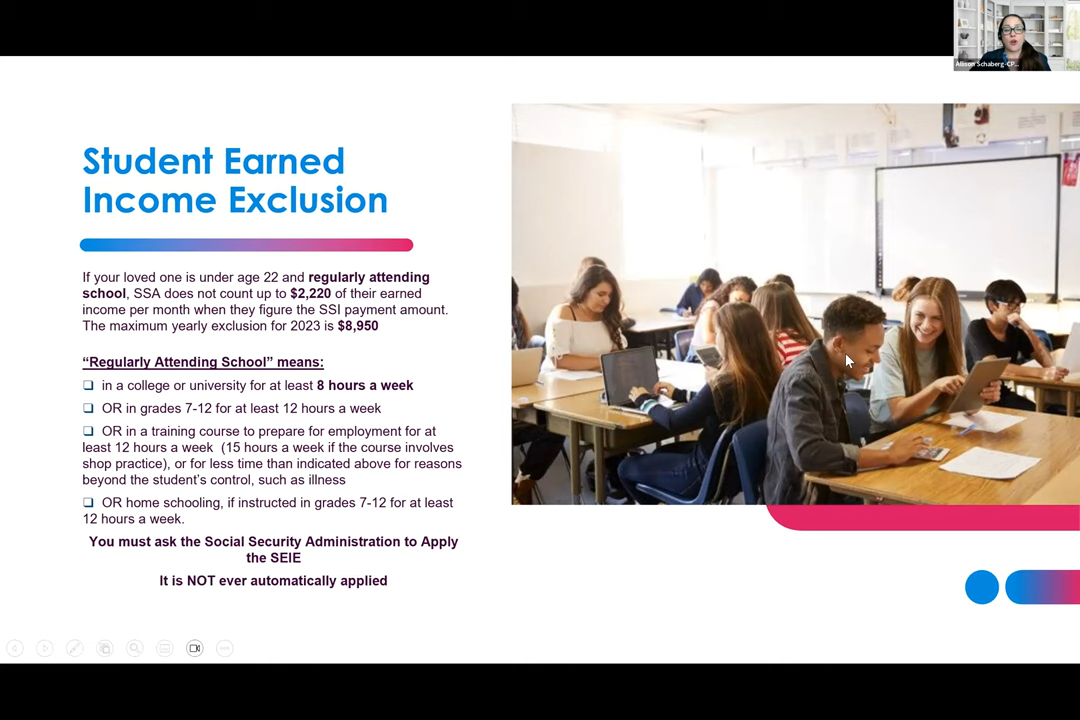 Allison Schaberg-CP...
Student Earned
Income Exclusion
If your loved one is under age 22 and regularly attending
school, SSA does not count up to $2,220 of their earned
income per month when they figure the SSI payment amount.
The maximum yearly exclusion for 2023 is $8,950
“Regularly Attending School” means:
❑ in a college or university for at least 8 hours a week
❑ OR in grades 7-12 for at least 12 hours a week
❑ OR in a training course to prepare for employment for at
least 12 hours a week (15 hours a week if the course involves
shop practice), or for less time than indicated above for reasons
beyond the student’s control, such as illness
❑ OR home schooling, if instructed in grades 7-12 for at least
12 hours a week.
You must ask the Social Security Administration to Apply
the SEIE
It is NOT ever automatically applied